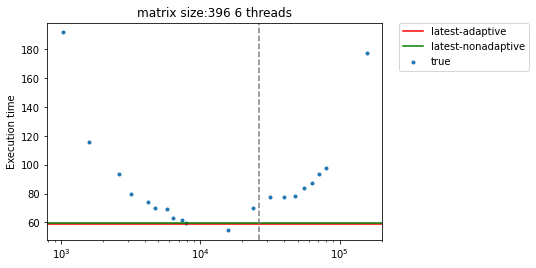 matrix size:396 6 threads
latest-adaptive
latest-nonadaptive
true
Execution time
180
160
140
120
100
80
60
10³
10⁴
10⁵